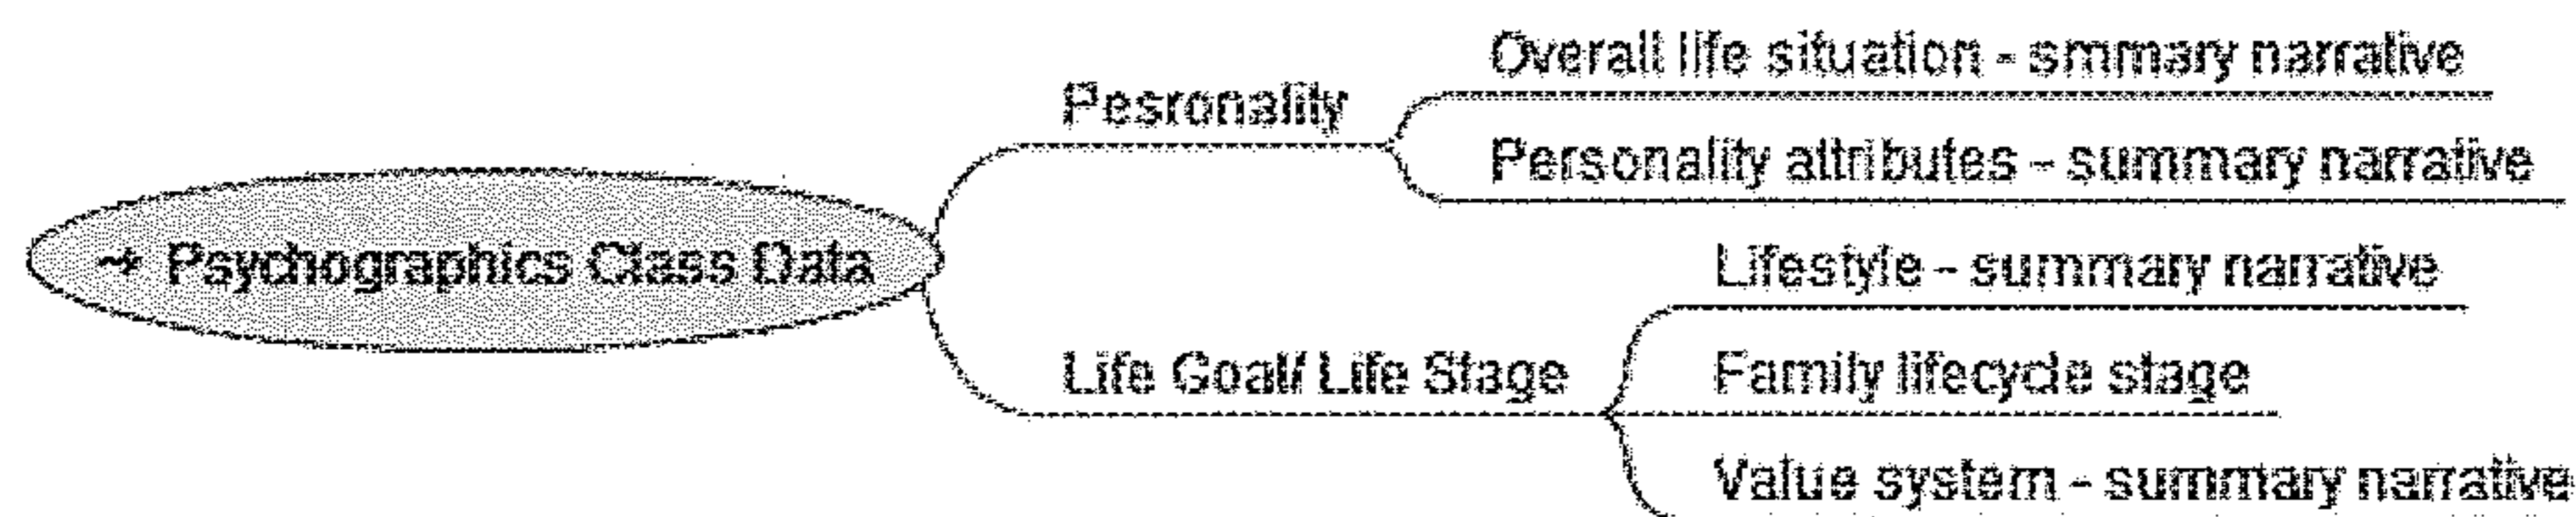 Overall life situation - smmary narrative
Pesronality
Personality attributes - summary narrative
Psychographics Class Data
Lifestyle - summary narrative
Life Goal/ Life Stage
Family lifecycle stage
Value system - summary narrative